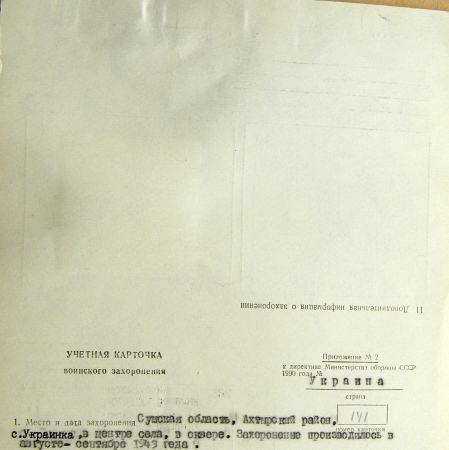 11 Дополнительная информация о захоронении
УЧЕТНАЯ КАРТОЧКА
воинского захоронения
Приложение № 2
к директиве Министерства обороны СССР
1990 года №
Украина
страна
141
номер карточки
1. Место и дата захоронения Сумская область, Ахтирский район,
с.Украинка, в центре села, в сквере. Захоронение производилось в
августе- сентябре 1943 года .